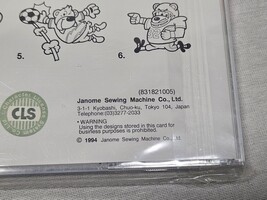 5.
6.
(831821005)
Janome Sewing Machine Co., Ltd.
3-1-1 Kyobashi, Chuo-ku, Tokyo 104, Japan
Telephone:(03)3277-2033
• WARNING
Using the designs stored in this card for
business purposes is prohibited.
© 1994 Janome Sewing Machine Co., Ltd.
CLS